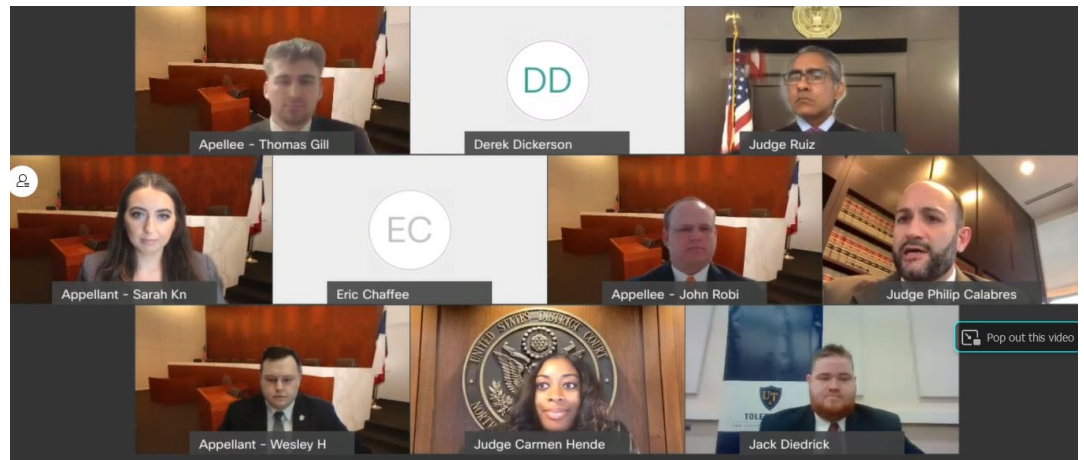 DD
Apellee - Thomas Gill
Derek Dickerson
Judge Ruiz
EC
Appellant - Sarah Kn
Eric Chaffee
Appellee - John Robi
Judge Philip Calabres
Pop out this video
UNITED STATES DISTRICT COURT
NORT
UT
TOLE
Appellant - Wesley H
Judge Carmen Hende
Jack Diedrick